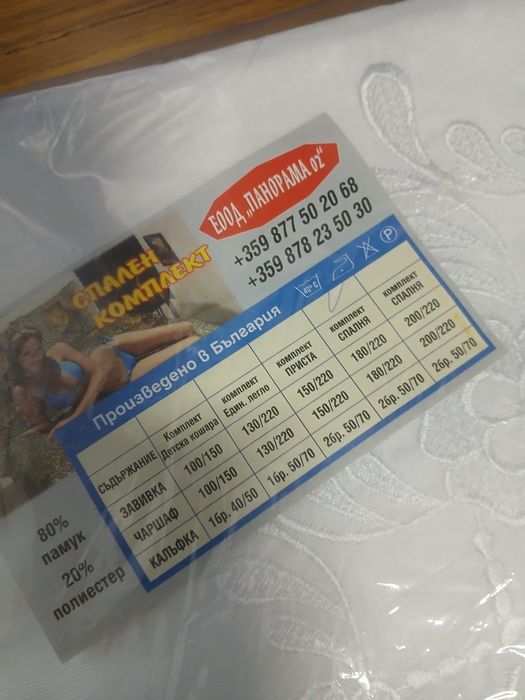 ЕООД „ПАНОРАМА 02"
+359 877 50 20 68
+359 878 23 50 30
СПАЛЕН
КОМПЛЕКТ
Произведено в България
40°C
P
СЪДЪРЖАНИЕ Комплект Детска кошара комплект Един. легло комплект ПРИСТА комплект СПАЛНЯ комплект СПАЛНЯ
ЗАВИВКА 100/150 130/220 150/220 180/220 200/220
ЧАРШАФ 100/150 130/220 150/220 180/220 200/220
КАЛЪФКА 1бр. 40/50 1бр. 50/70 2бр. 50/70 2бр. 50/70 2бр. 50/70
80%
памук
20%
полиестер